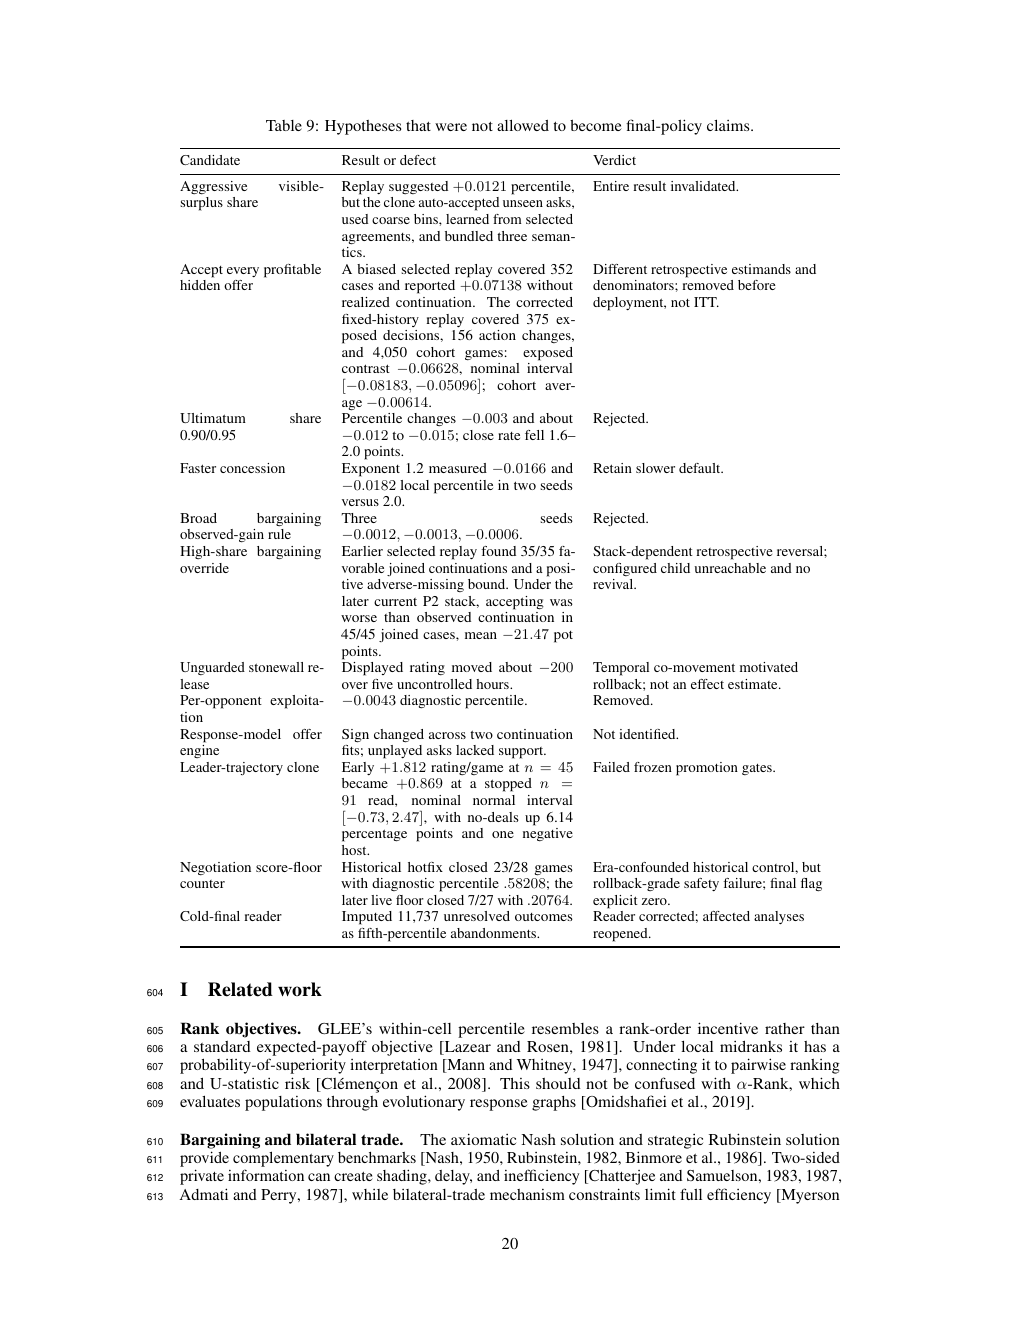 Table 9: Hypotheses that were not allowed to become final-policy claims.
Candidate Result or defect Verdict
Aggressive visible- Replay suggested +0.0121 percentile, Entire result invalidated.
surplus share but the clone auto-accepted unseen asks,
used coarse bins, learned from selected
agreements, and bundled three seman-
tics.
Accept every profitable A biased selected replay covered 352 Different retrospective estimands and
hidden offer cases and reported +0.07138 without denominators; removed before
realized continuation. The corrected deployment, not ITT.
fixed-history replay covered 375 ex-
posed decisions, 156 action changes,
and 4,050 cohort games: exposed
contrast −0.06628, nominal interval
[−0.08183, −0.05096]; cohort aver-
age −0.00614.
Ultimatum share Percentile changes −0.003 and about Rejected.
0.90/0.95 −0.012 to −0.015; close rate fell 1.6–
2.0 points.
Faster concession Exponent 1.2 measured −0.0166 and Retain slower default.
−0.0182 local percentile in two seeds
versus 2.0.
Broad bargaining Three seeds Rejected.
observed-gain rule −0.0012, −0.0013, −0.0006.
High-share bargaining Earlier selected replay found 35/35 fa- Stack-dependent retrospective reversal;
override vorable joined continuations and a posi- configured child unreachable and no
tive adverse-missing bound. Under the revival.
later current P2 stack, accepting was
worse than observed continuation in
45/45 joined cases, mean −21.47 pot
points.
Unguarded stonewall re- Displayed rating moved about −200 Temporal co-movement motivated
lease over five uncontrolled hours. rollback; not an effect estimate.
Per-opponent exploita- −0.0043 diagnostic percentile. Removed.
tion
Response-model offer Sign changed across two continuation Not identified.
engine fits; unplayed asks lacked support.
Leader-trajectory clone Early +1.812 rating/game at n = 45 Failed frozen promotion gates.
became +0.869 at a stopped n =
91 read, nominal normal interval
[−0.73, 2.47], with no-deals up 6.14
percentage points and one negative
host.
Negotiation score-floor Historical hotfix closed 23/28 games Era-confounded historical control, but
counter with diagnostic percentile .58208; the rollback-grade safety failure; final flag
later live floor closed 7/27 with .20764. explicit zero.
Cold-final reader Imputed 11,737 unresolved outcomes Reader corrected; affected analyses
as fifth-percentile abandonments. reopened.
604 I Related work
605 Rank objectives. GLEE's within-cell percentile resembles a rank-order incentive rather than
606 a standard expected-payoff objective [Lazear and Rosen, 1981]. Under local midranks it has a
607 probability-of-superiority interpretation [Mann and Whitney, 1947], connecting it to pairwise ranking
608 and U-statistic risk [Clémençon et al., 2008]. This should not be confused with α-Rank, which
609 evaluates populations through evolutionary response graphs [Omidshafiei et al., 2019].
610 Bargaining and bilateral trade. The axiomatic Nash solution and strategic Rubinstein solution
611 provide complementary benchmarks [Nash, 1950, Rubinstein, 1982, Binmore et al., 1986]. Two-sided
612 private information can create shading, delay, and inefficiency [Chatterjee and Samuelson, 1983, 1987,
613 Admati and Perry, 1987], while bilateral-trade mechanism constraints limit full efficiency [Myerson
20